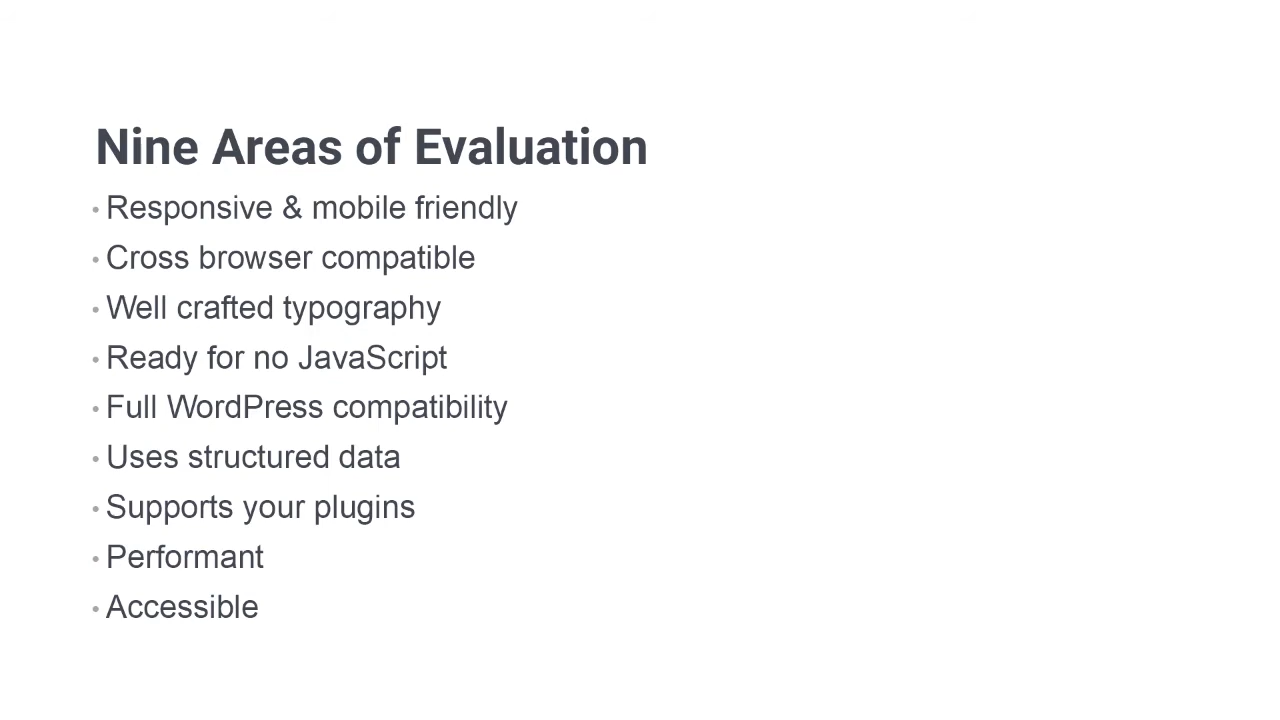 Nine Areas of Evaluation
• Responsive & mobile friendly
• Cross browser compatible
• Well crafted typography
• Ready for no JavaScript
• Full WordPress compatibility
• Uses structured data
• Supports your plugins
• Performant
• Accessible